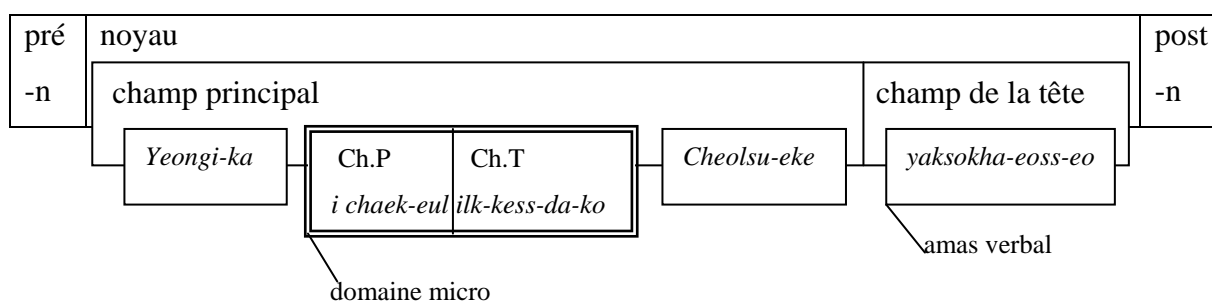 pré noyau post
-n champ principal champ de la tête -n
Yeongi-ka Ch.P Ch.T Cheolsu-eke yaksokha-eoss-eo
i chaek-eul ilk-kess-da-ko
amas verbal
domaine micro